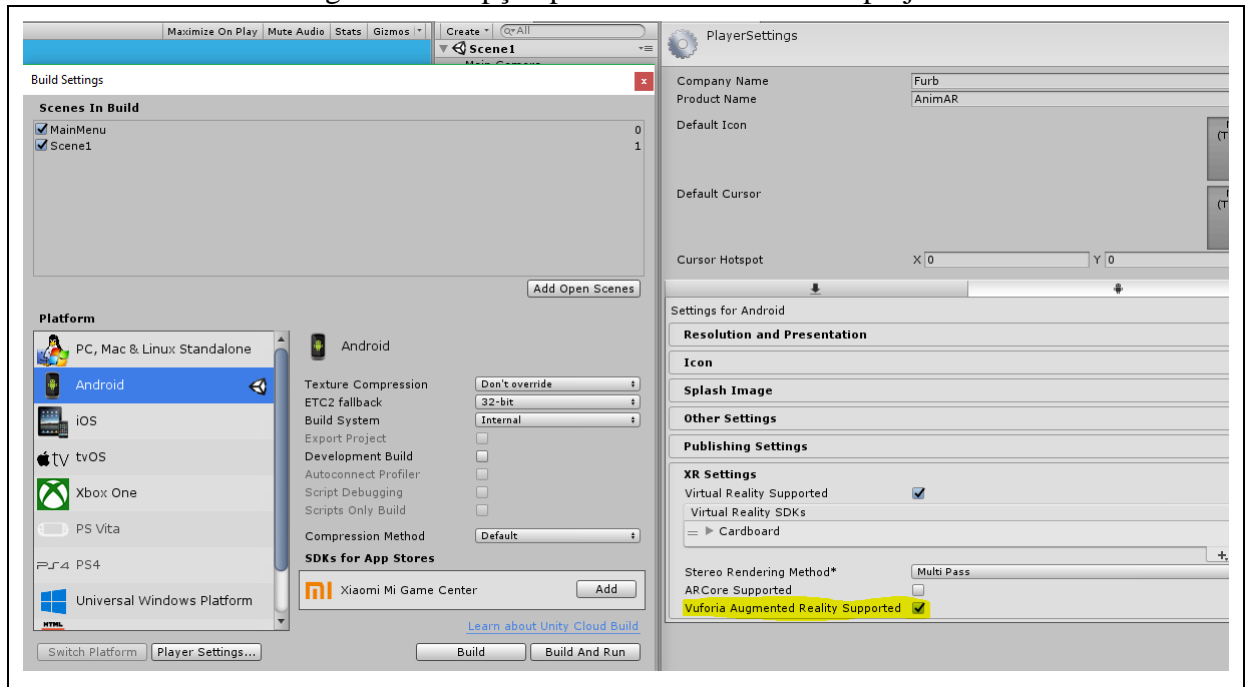 Maximize On Play Mute Audio Stats Gizmos
Create All
Scene1
Build Settings
x
Scenes In Build
MainMenu 0
Scene1 1
Add Open Scenes
Platform
PC, Mac & Linux Standalone
Android
iOS
tv tvOS
Xbox One
PS Vita
PS4
Universal Windows Platform
HTML
Switch Platform Player Settings...
Android
Texture Compression Don't override
ETC2 fallback 32-bit
Build System Internal
Export Project
Development Build
Autoconnect Profiler
Script Debugging
Scripts Only Build
Compression Method Default
SDKs for App Stores
Xiaomi Mi Game Center Add
Learn about Unity Cloud Build
Build Build And Run
PlayerSettings
Company Name Furb
Product Name AnimAR
Default Icon
Default Cursor
Cursor Hotspot X 0 Y 0
Settings for Android
Resolution and Presentation
Icon
Splash Image
Other Settings
Publishing Settings
XR Settings
Virtual Reality Supported
Virtual Reality SDKs
Cardboard
Stereo Rendering Method* Multi Pass
ARCore Supported
Vuforia Augmented Reality Supported